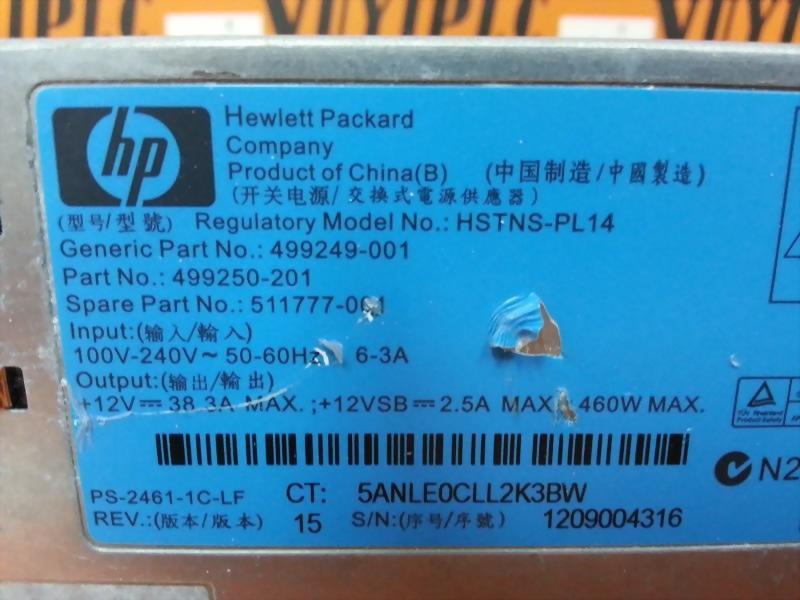 YUYIPLC YUYIPLC
hp
Hewlett Packard
Company
Product of China(B) (中国制造/中國製造)
(开关电源/交換式電源供應器)
(型号/型號) Regulatory Model No.: HSTNS-PL14
Generic Part No.: 499249-001
Part No.: 499250-201
Spare Part No.: 511777-001
Input:(输入/輸入)
100V-240V~ 50-60Hz 6-3A
Output:(输出/輸出)
+12V⎓ 38.3A MAX. ;+12VSB⎓ 2.5A MAX 460W MAX.
N2
PS-2461-1C-LF CT: 5ANLE0CLL2K3BW
REV.:(版本/版本) 15 S/N:(序号/序號) 1209004316